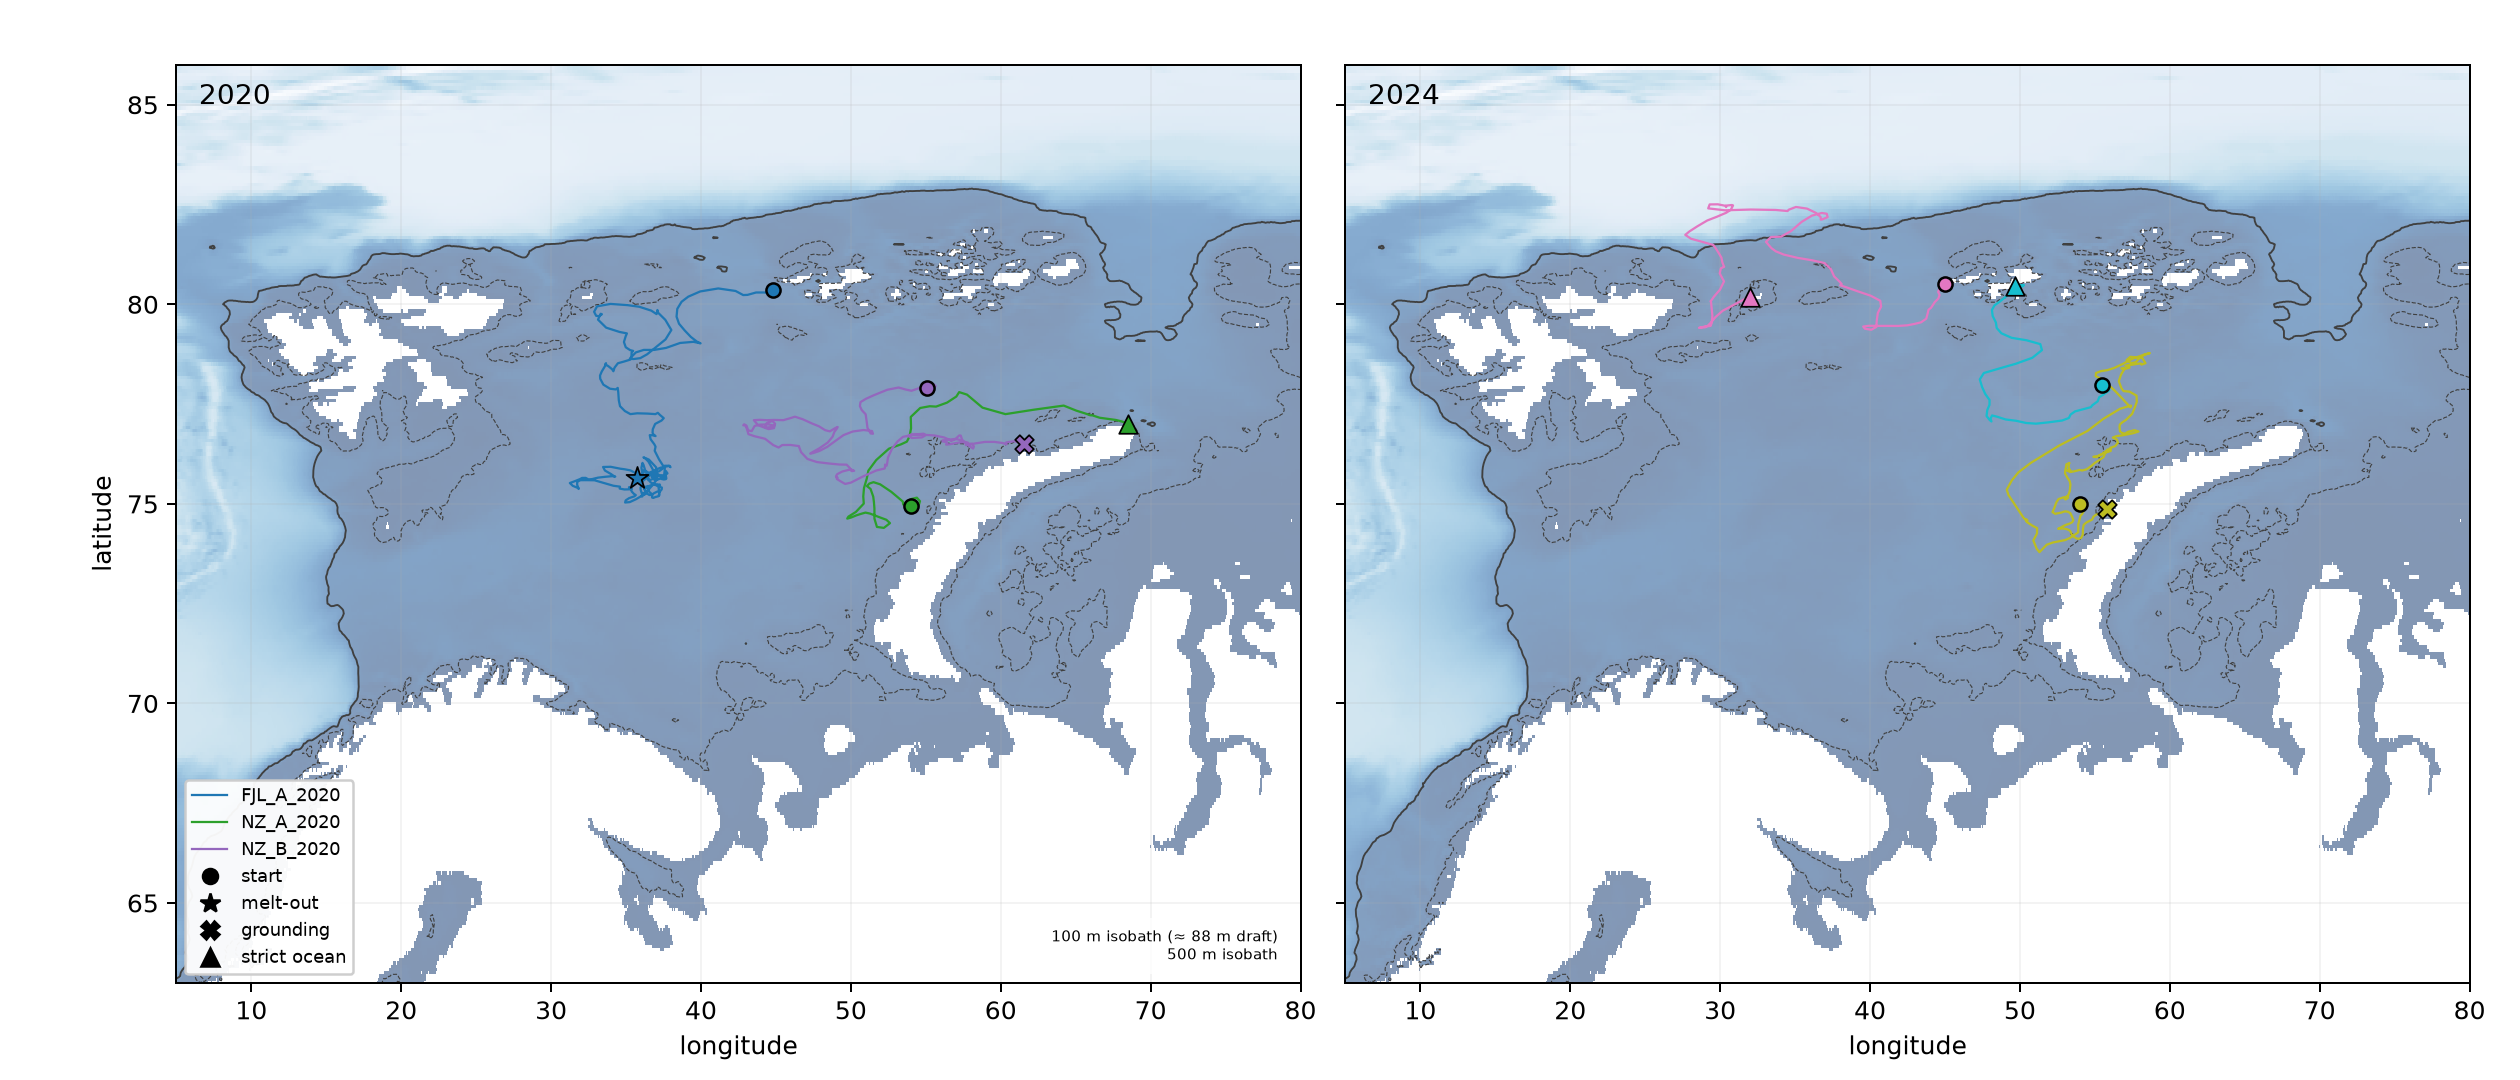 2020
85
80
75
70
65
latitude
FJL_A_2020
NZ_A_2020
NZ_B_2020
start
melt-out
grounding
strict ocean
100 m isobath (≈ 88 m draft)
500 m isobath
10 20 30 40 50 60 70 80
longitude
2024
10 20 30 40 50 60 70 80
longitude